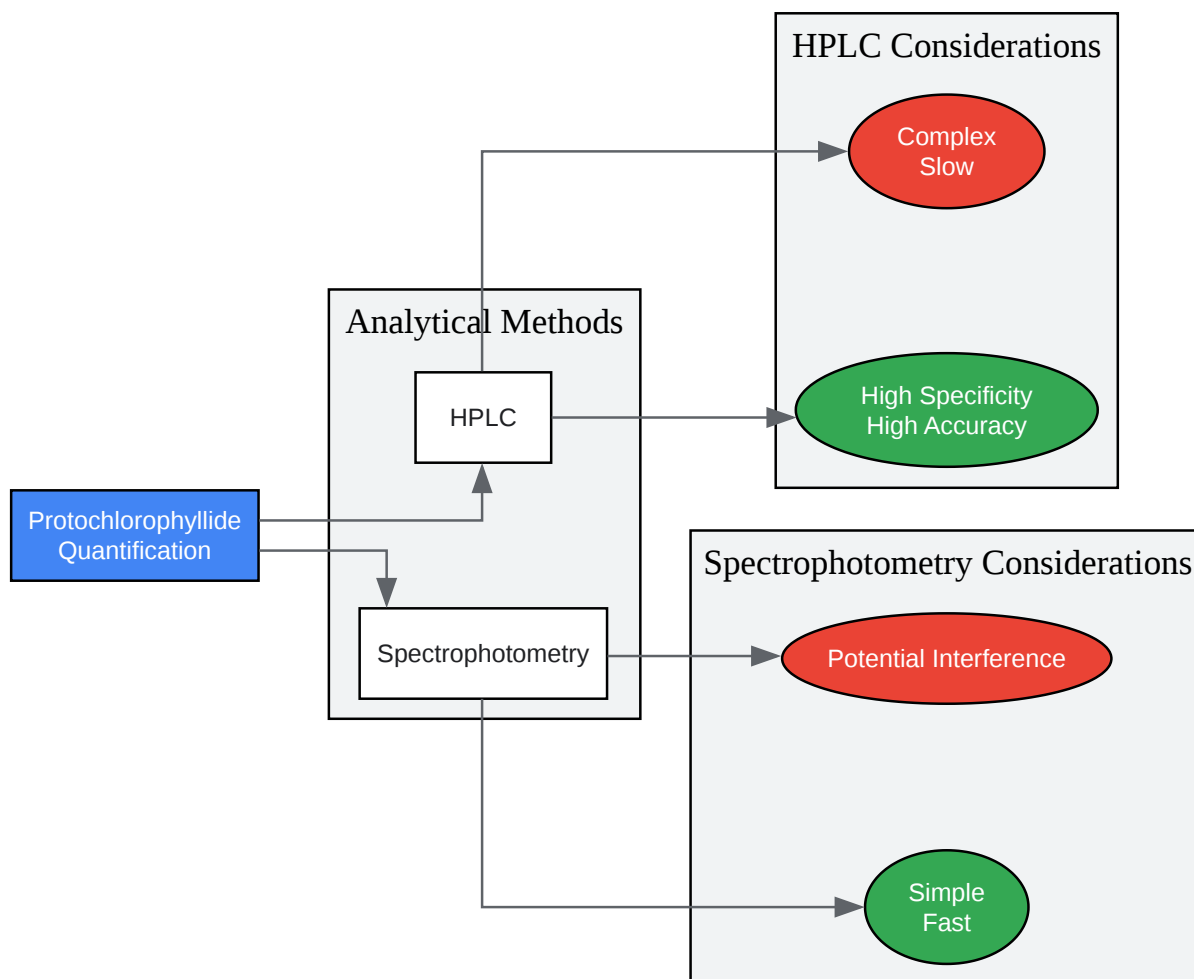 HPLC Considerations
Complex
Slow
Analytical Methods
HPLC
High Specificity
High Accuracy
Protochlorophyllide
Quantification
Spectrophotometry Considerations
Spectrophotometry
Potential Interference
Simple
Fast